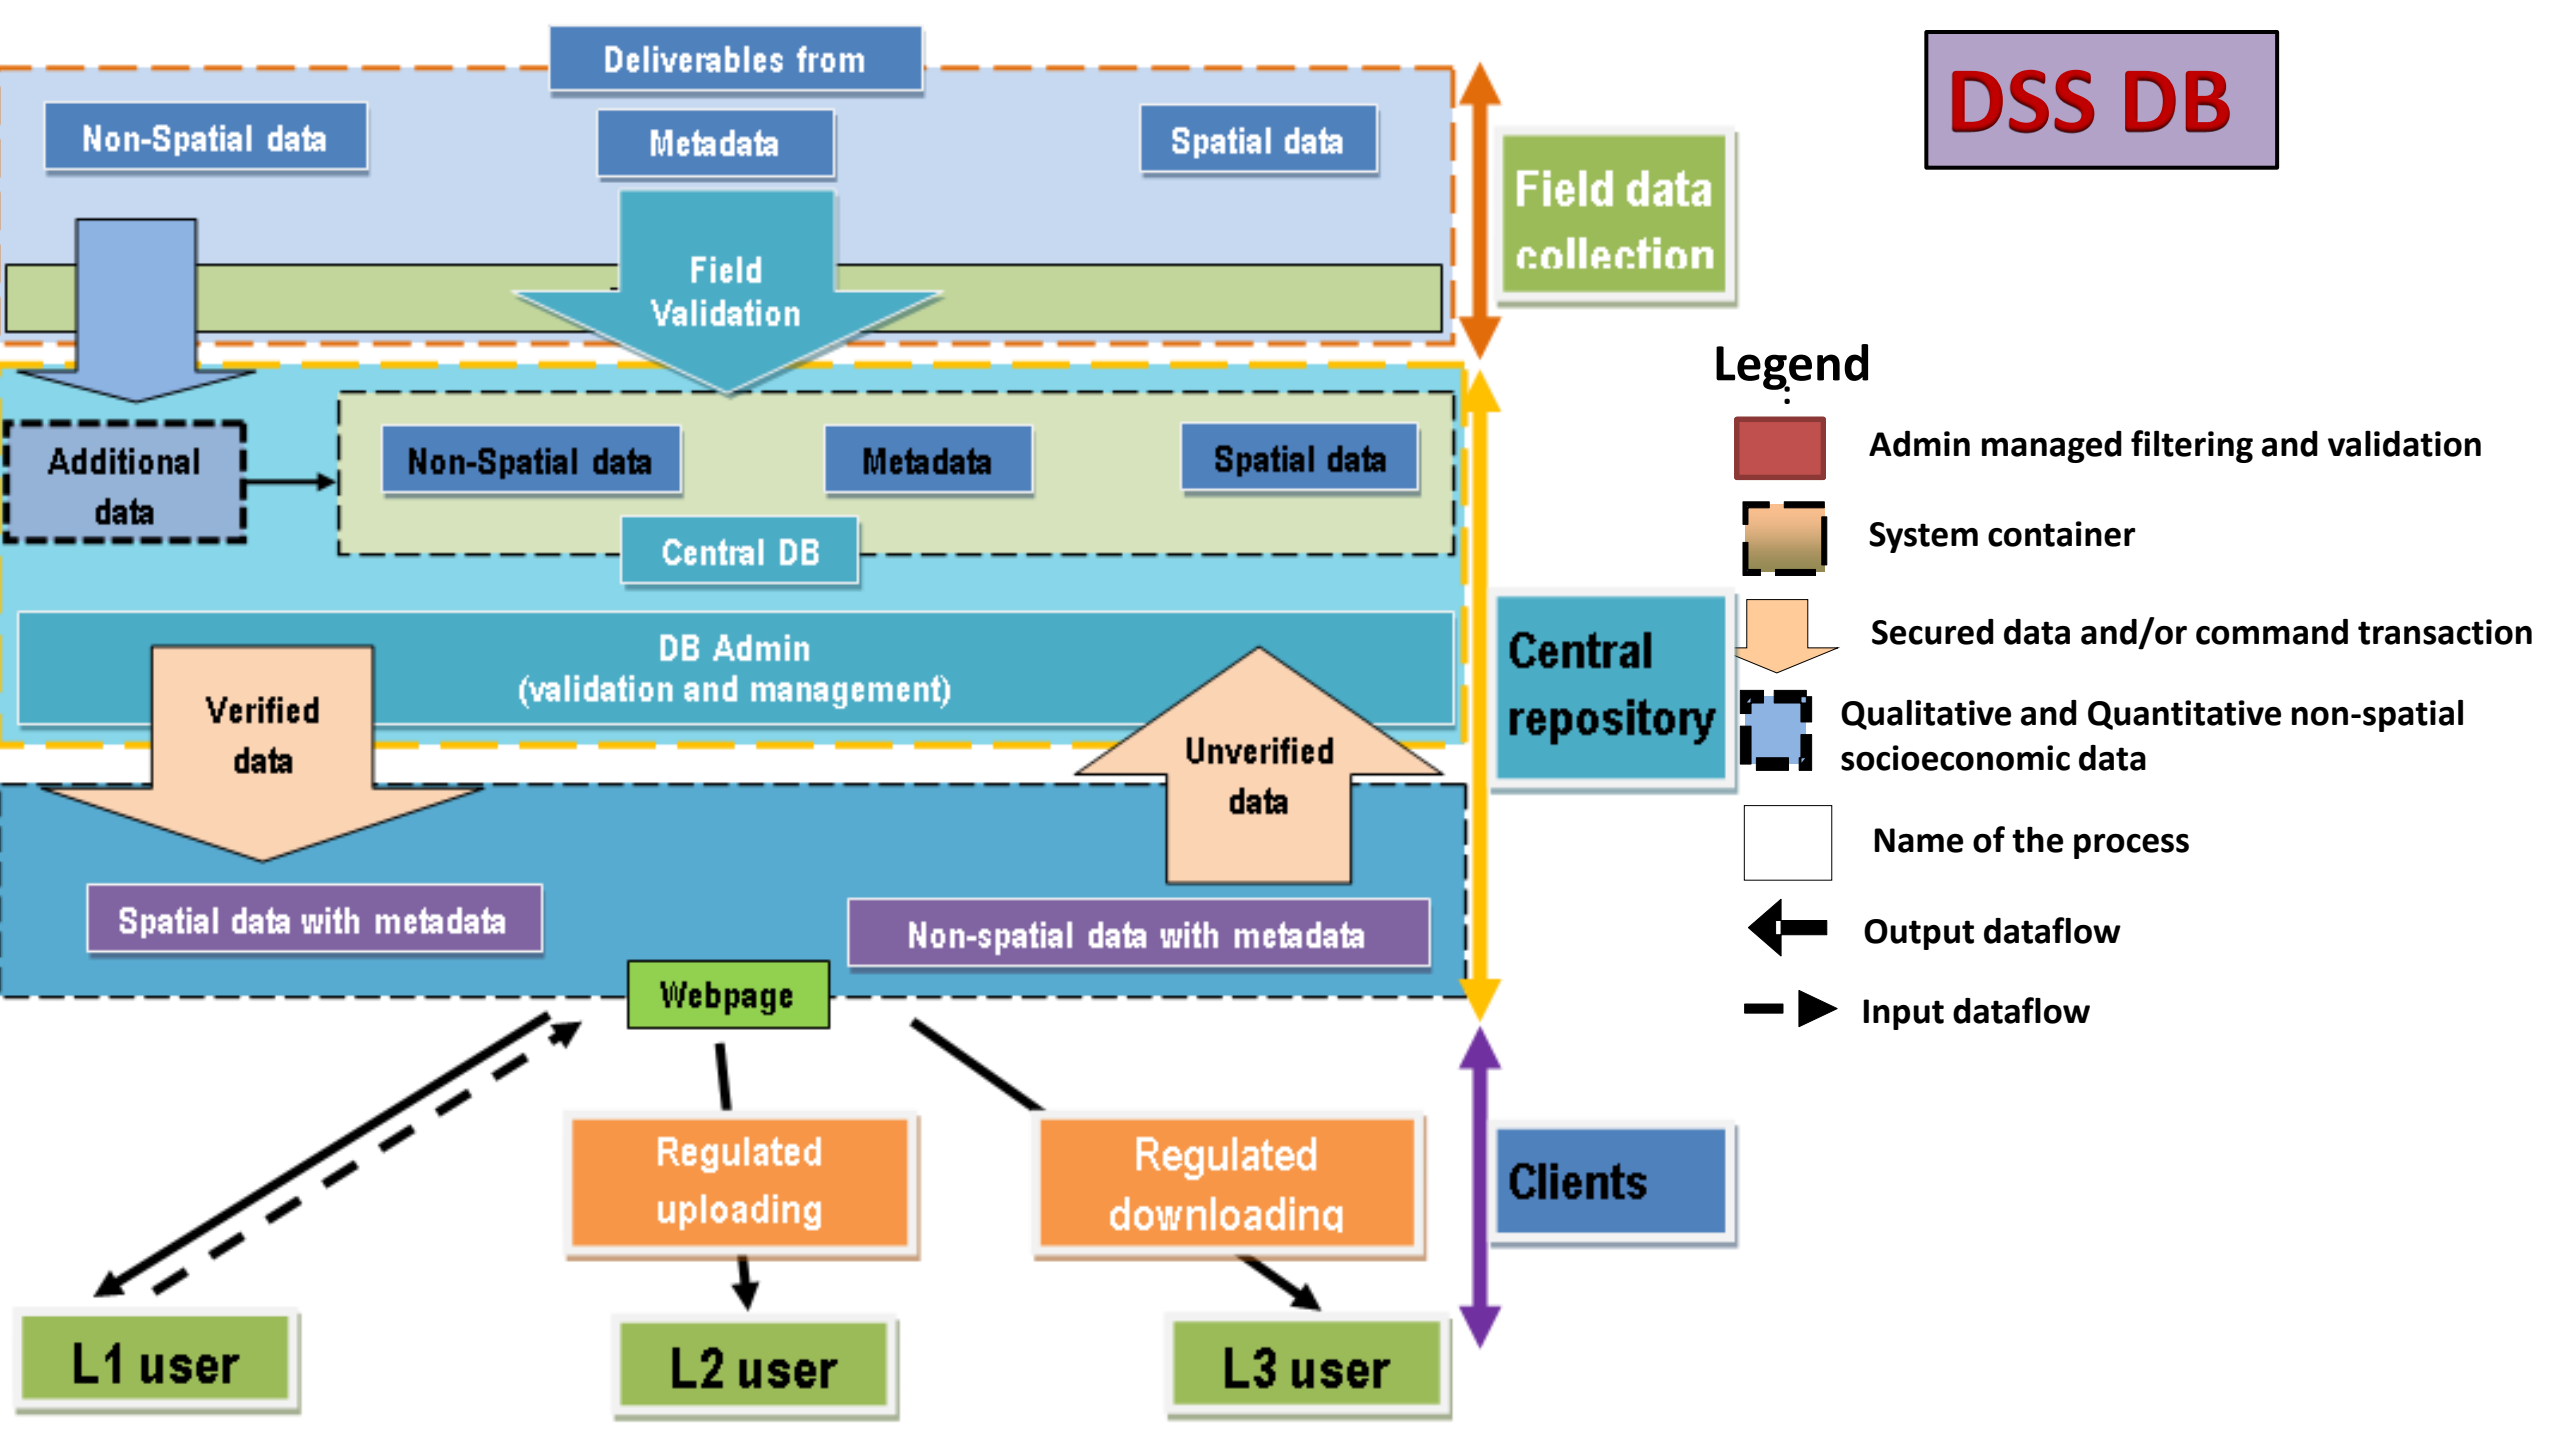 Deliverables from
DSS DB
Non-Spatial data
Metadata
Spatial data
Field data
collection
Field
Validation
Additional
data
Non-Spatial data
Metadata
Spatial data
Central DB
DB Admin
(validation and management)
Verified
data
Unverified
data
Central
repository
Spatial data with metadata
Non-spatial data with metadata
Webpage
Regulated
uploading
Regulated
downloading
Clients
L1 user
L2 user
L3 user
Legend
:
Admin managed filtering and validation
System container
Secured data and/or command transaction
Qualitative and Quantitative non-spatial
socioeconomic data
Name of the process
Output dataflow
Input dataflow